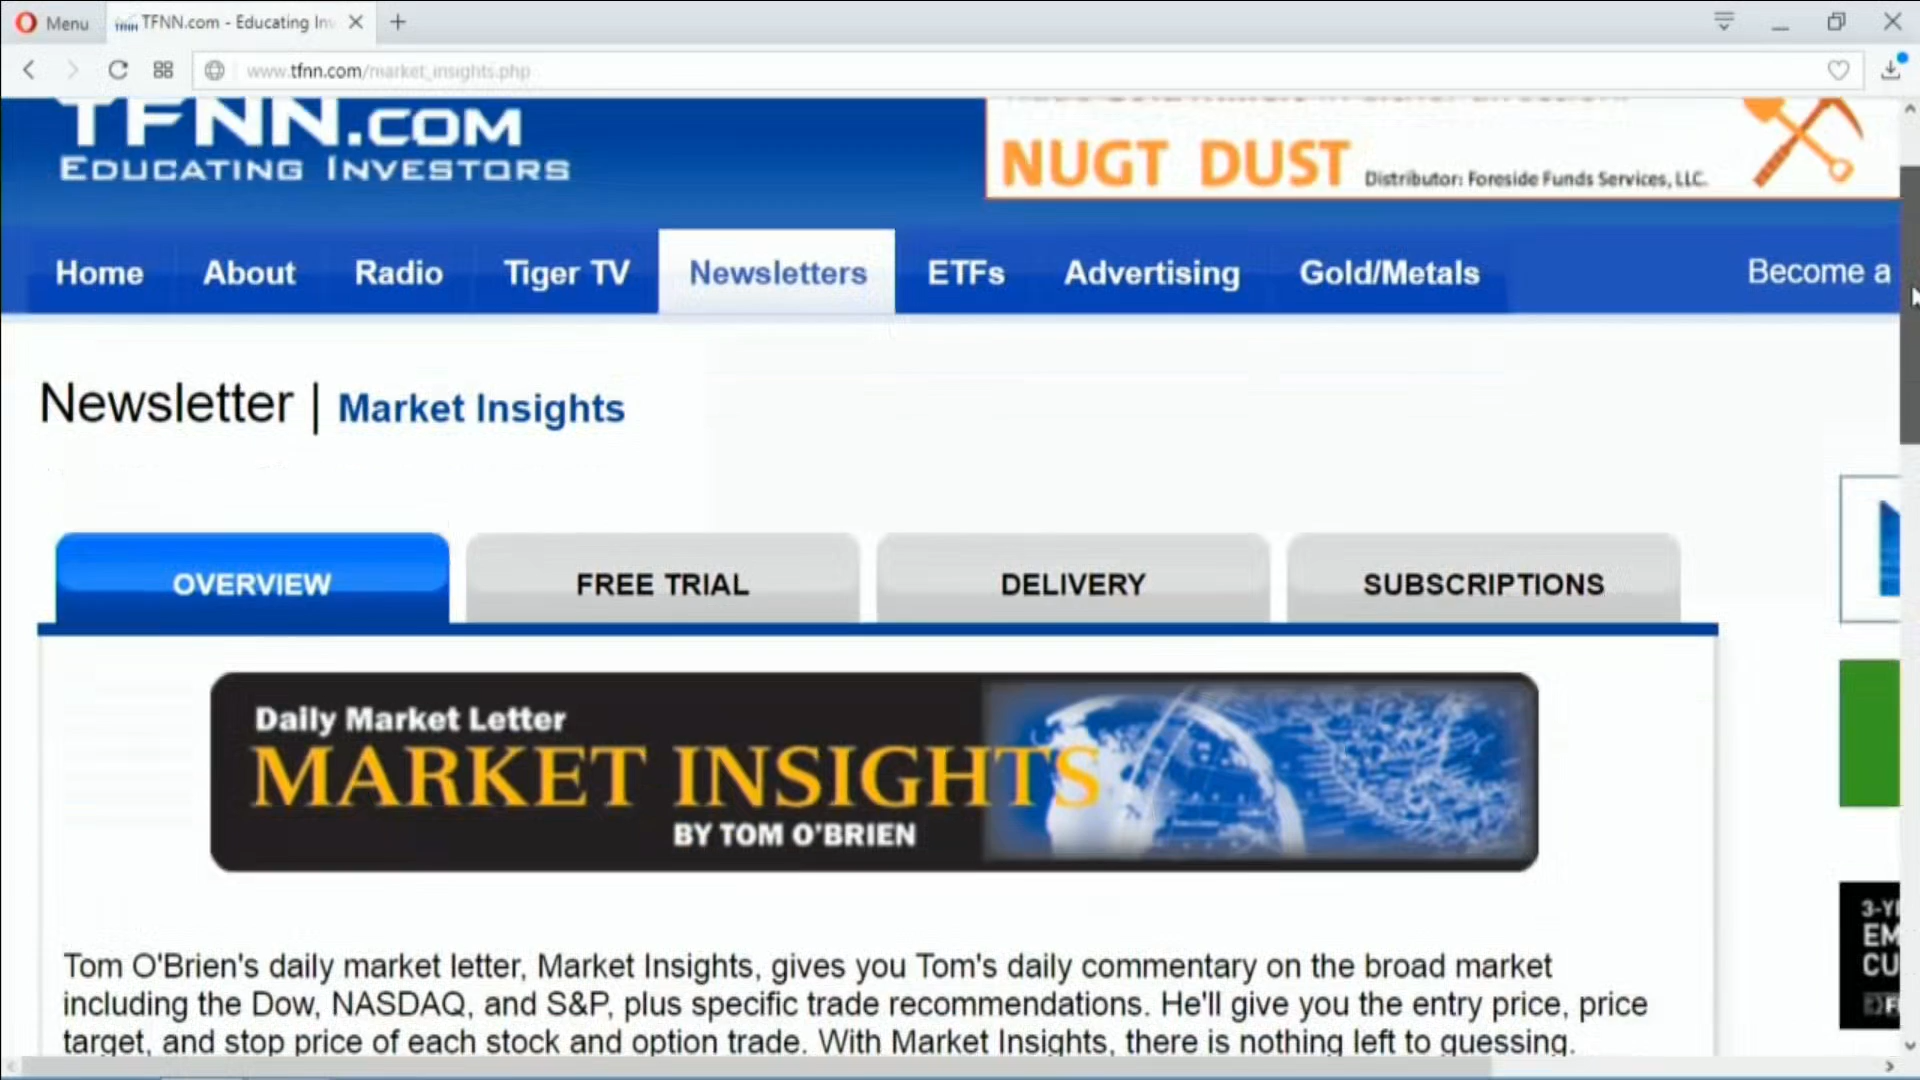 Menu
TFNN.com - Educating In
www.tfnn.com/market_insights.php
TFNN.COM
EDUCATING INVESTORS
NUGT DUST Distributor: Foreside Funds Services, LLC.
Home About Radio Tiger TV Newsletters ETFs Advertising Gold/Metals Become a
Newsletter | Market Insights
OVERVIEW FREE TRIAL DELIVERY SUBSCRIPTIONS
Daily Market Letter
MARKET INSIGHTS
BY TOM O'BRIEN
3-Y
EM
CU
Tom O'Brien's daily market letter, Market Insights, gives you Tom's daily commentary on the broad market
including the Dow, NASDAQ, and S&P, plus specific trade recommendations. He'll give you the entry price, price
target, and stop price of each stock and option trade. With Market Insights, there is nothing left to guessing.